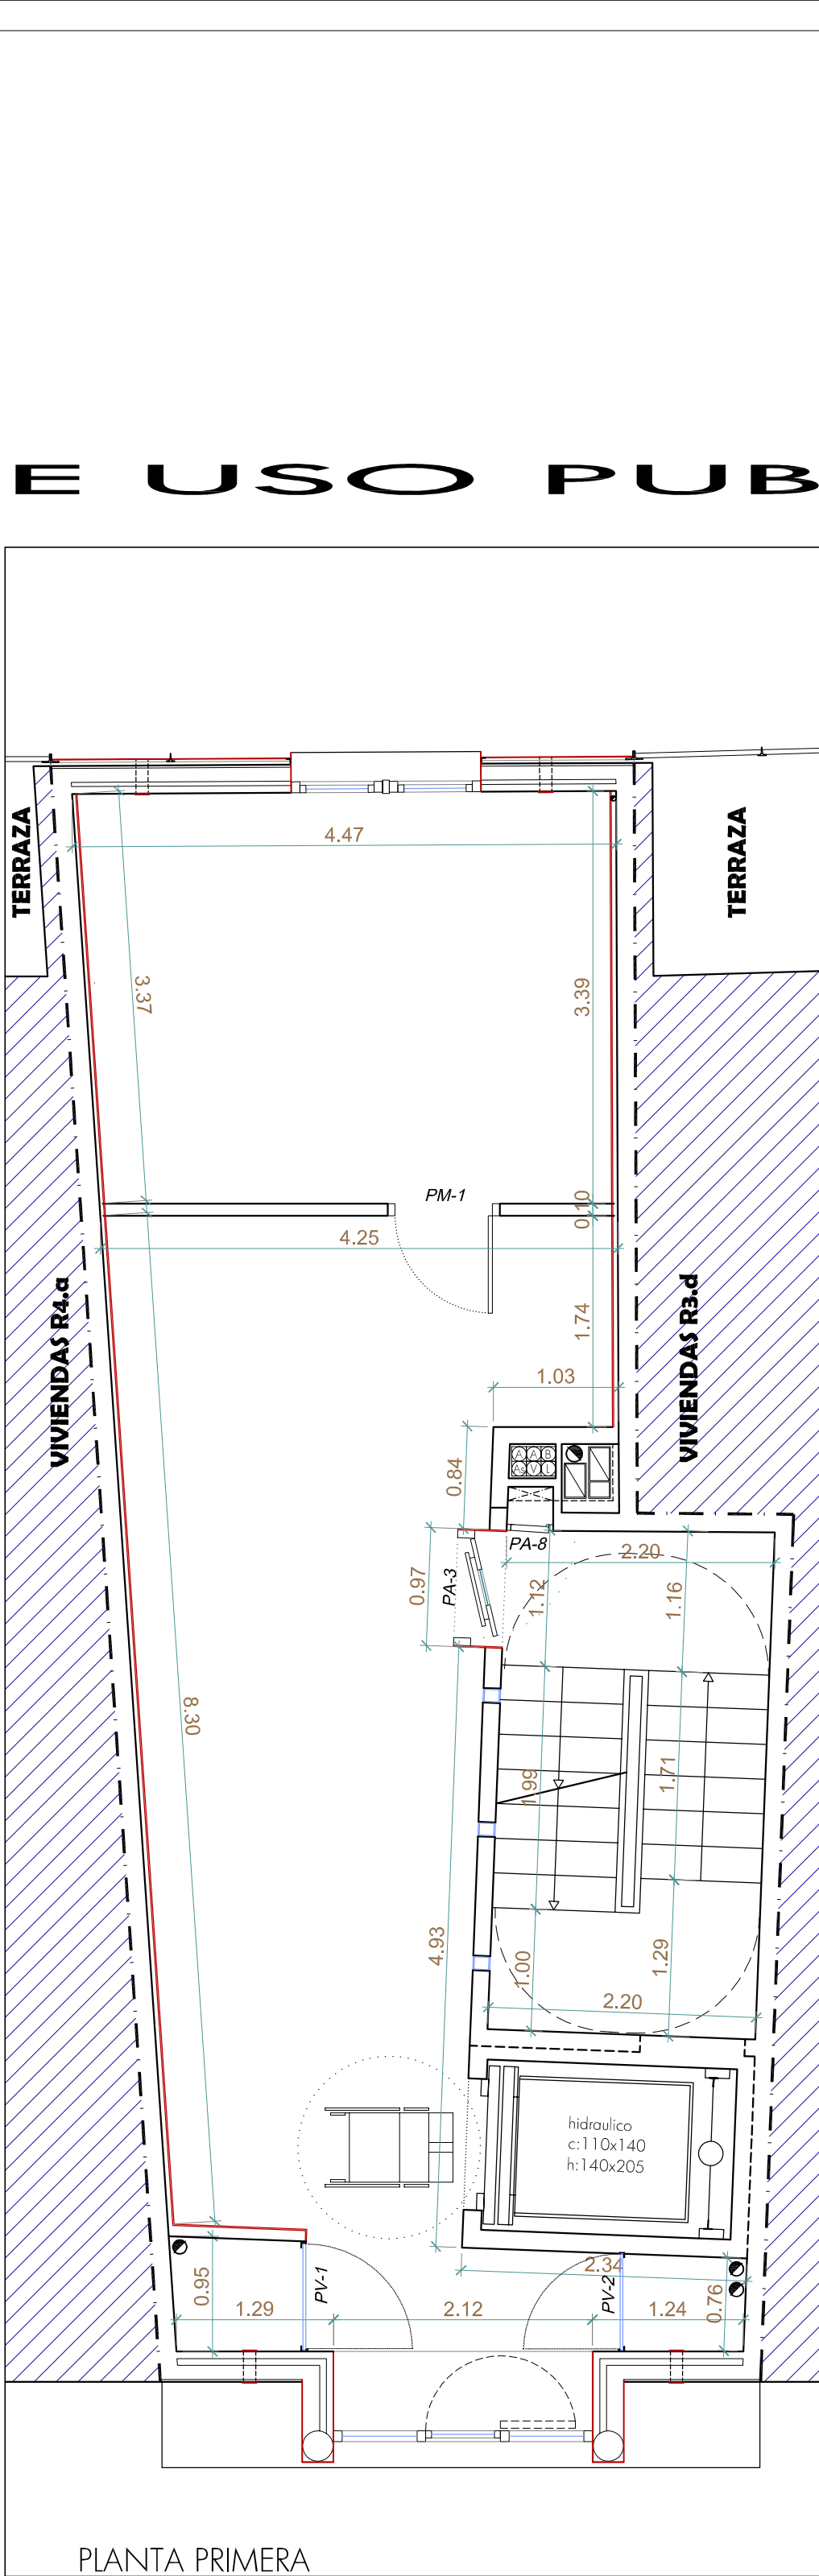 E USO PUB
TERRAZA
TERRAZA
4.47
3.37
3.39
PM-1
0.10
4.25
VIVIENDAS R4.a
VIVIENDAS R3.d
1.74
1.03
0.84
A A B
As V L
PA-8
2.20
0.97
PA-3
1.12
1.16
8.30
1.99
1.71
4.93
1.00
1.29
2.20
hidraulico
c:110x140
h:140x205
2.34
0.95
PV-1
PV-2
0.76
1.29
2.12
1.24
PLANTA PRIMERA